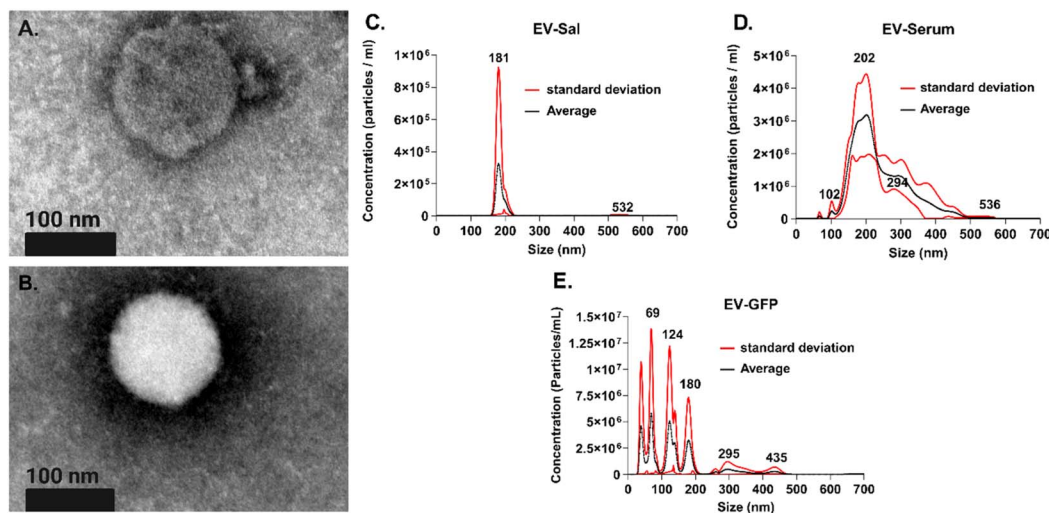 A.
100 nm
B.
100 nm
C.
EV-Sal
Concentration (particles / ml)
1×10⁶
8×10⁵
6×10⁵
4×10⁵
2×10⁵
0
181
532
standard deviation
Average
0 100 200 300 400 500 600 700
Size (nm)
D.
EV-Serum
Concentration (particles / ml)
5×10⁶
4×10⁶
3×10⁶
2×10⁶
1×10⁶
0
202
102
294
536
standard deviation
Average
0 100 200 300 400 500 600 700
Size (nm)
E.
EV-GFP
Concentration (Particles/mL)
1.5×10⁷
1.3×10⁷
1.0×10⁷
7.5×10⁶
5.0×10⁶
2.5×10⁶
0
69
124
180
295
435
standard deviation
Average
0 100 200 300 400 500 600 700
Size (nm)